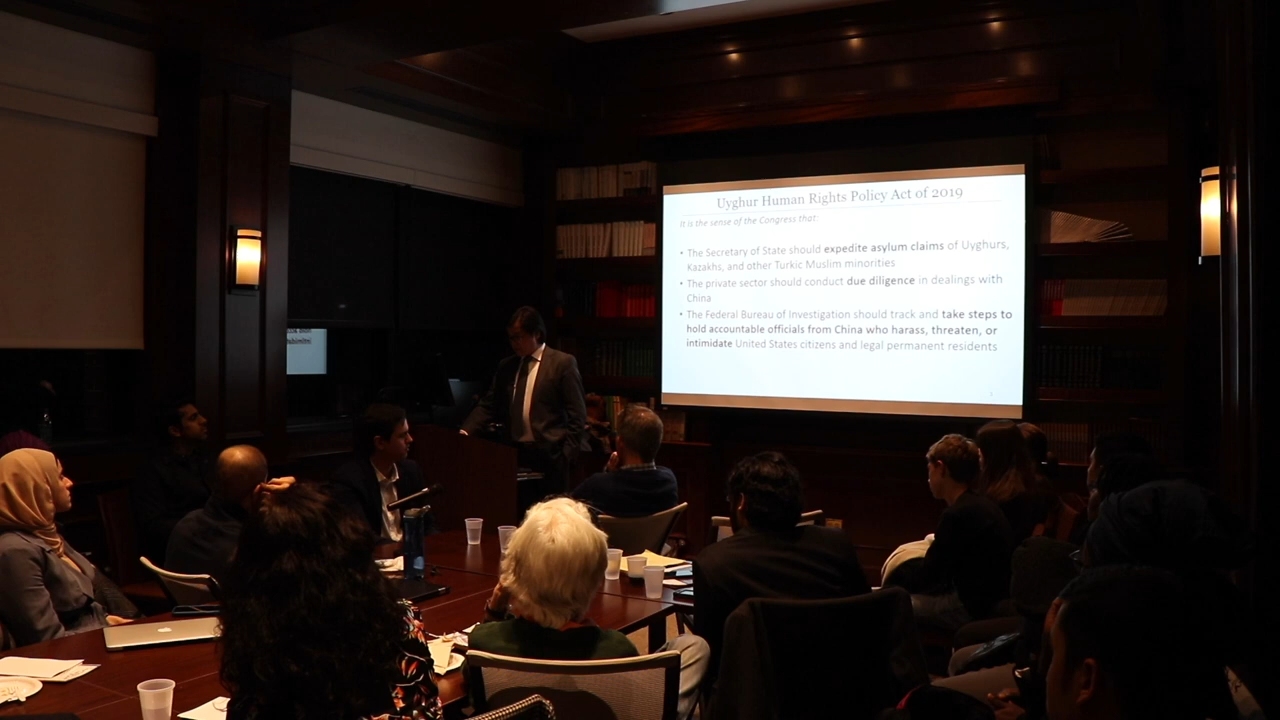 Uyghur Human Rights Policy Act of 2019
It is the sense of the Congress that:
• The Secretary of State should expedite asylum claims of Uyghurs,
Kazakhs, and other Turkic Muslim minorities
• The private sector should conduct due diligence in dealings with
China
• The Federal Bureau of Investigation should track and take steps to
hold accountable officials from China who harass, threaten, or
intimidate United States citizens and legal permanent residents